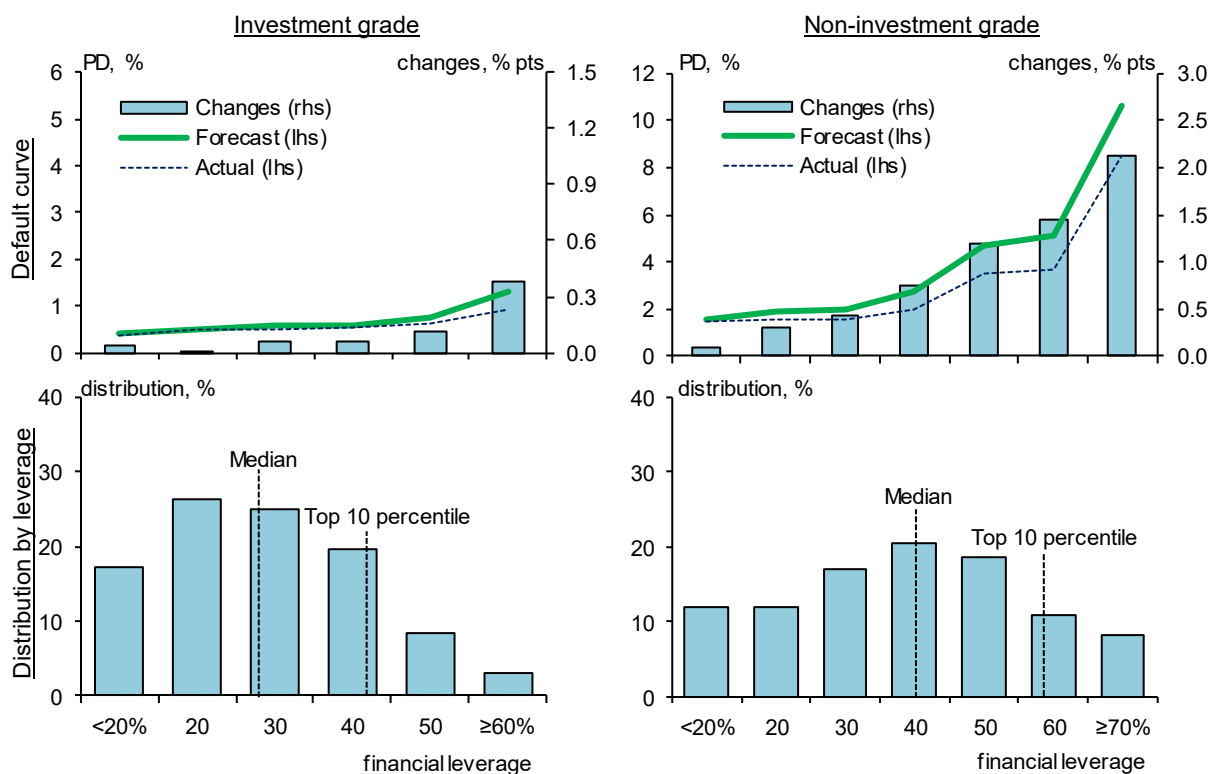 Investment grade
PD, %
changes, % pts
6
5
4
3
2
1
0
1.5
1.2
0.9
0.6
0.3
0.0
Changes (rhs)
Forecast (lhs)
Actual (lhs)
Default curve
Non-investment grade
PD, %
changes, % pts
12
10
8
6
4
2
0
3.0
2.5
2.0
1.5
1.0
0.5
0.0
Changes (rhs)
Forecast (lhs)
Actual (lhs)
distribution, %
40
30
20
10
0
Median
Top 10 percentile
Distribution by leverage
<20% 20 30 40 50 ≥60%
financial leverage
distribution, %
40
30
20
10
0
Median
Top 10 percentile
<20% 20 30 40 50 60 ≥70%
financial leverage